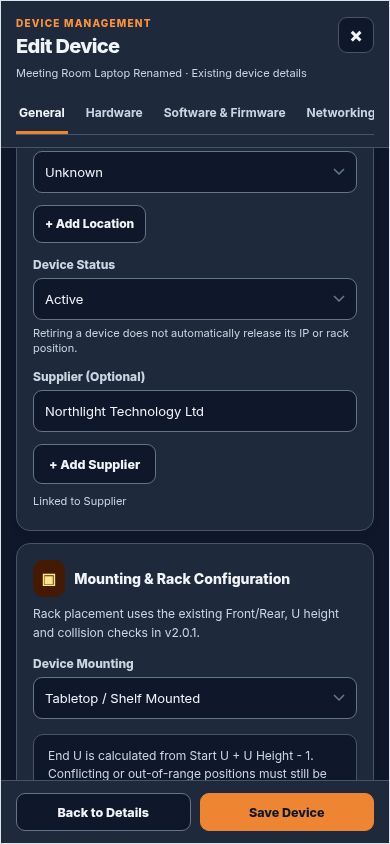 DEVICE MANAGEMENT
Edit Device
Meeting Room Laptop Renamed · Existing device details
General Hardware Software & Firmware Networking
Unknown
+ Add Location
Device Status
Active
Retiring a device does not automatically release its IP or rack
position.
Supplier (Optional)
Northlight Technology Ltd
+ Add Supplier
Linked to Supplier
Mounting & Rack Configuration
Rack placement uses the existing Front/Rear, U height
and collision checks in v2.0.1.
Device Mounting
Tabletop / Shelf Mounted
End U is calculated from Start U + U Height - 1.
Conflicting or out-of-range positions must still be
Back to Details Save Device